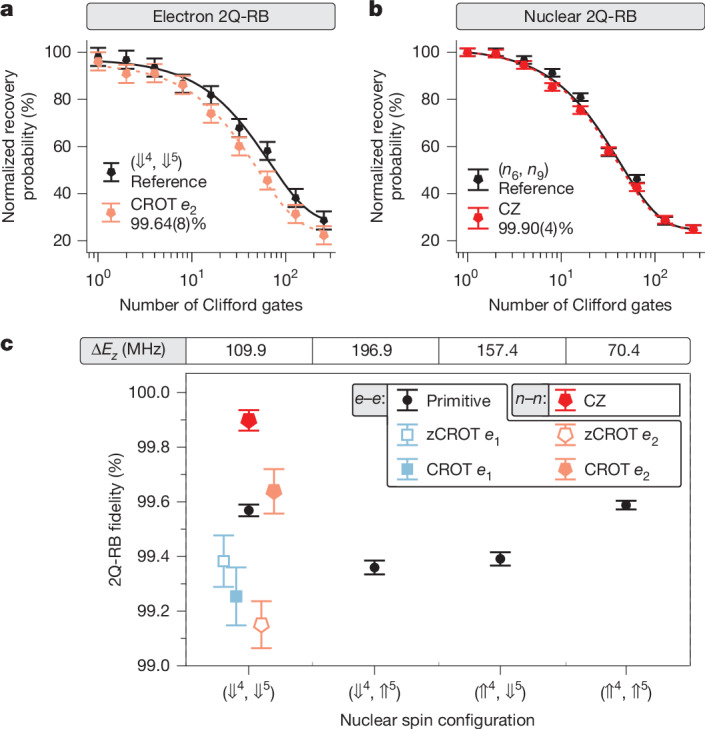 a
Electron 2Q-RB
Normalized recovery
probability (%)
100
80
60
40
20
(⇓⁴, ⇓⁵)
Reference
CROT e₂
99.64(8)%
10⁰
10¹
10²
Number of Clifford gates
b
Nuclear 2Q-RB
Normalized recovery
probability (%)
100
80
60
40
20
(n₆, n₉)
Reference
CZ
99.90(4)%
10⁰
10¹
10²
Number of Clifford gates
c
ΔE_z (MHz) 109.9 196.9 157.4 70.4
2Q-RB fidelity (%)
100.0
99.8
99.6
99.4
99.2
99.0
e–e: Primitive n–n: CZ
zCROT e₁ zCROT e₂
CROT e₁ CROT e₂
(⇓⁴, ⇓⁵) (⇓⁴, ⇑⁵) (⇑⁴, ⇓⁵) (⇑⁴, ⇑⁵)
Nuclear spin configuration